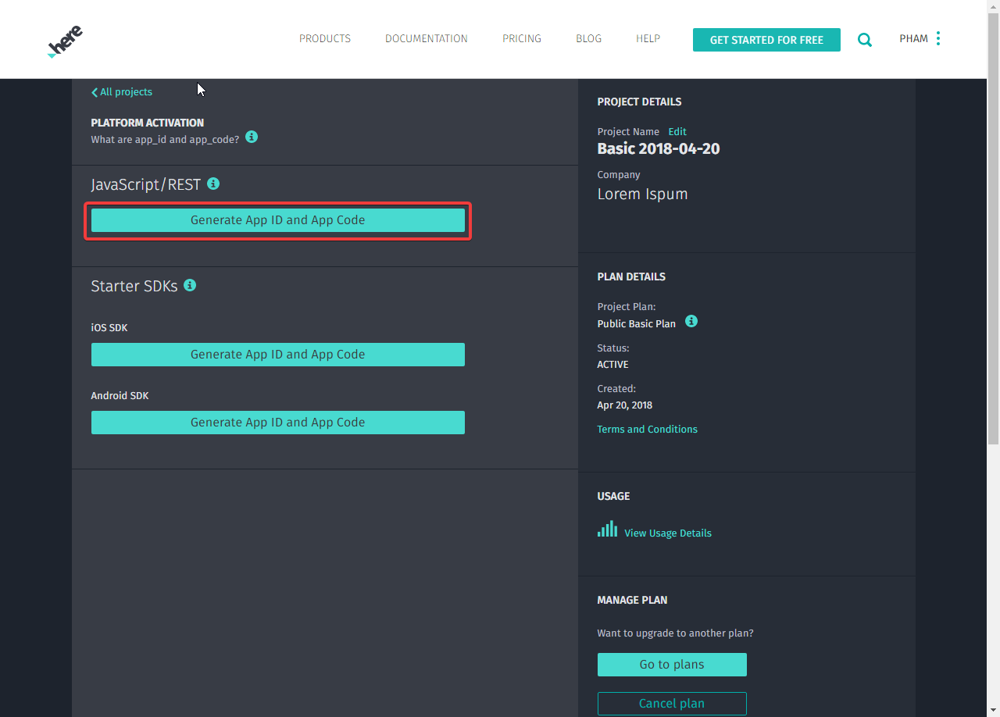 here
PRODUCTS DOCUMENTATION PRICING BLOG HELP GET STARTED FOR FREE PHAM
All projects
PLATFORM ACTIVATION
What are app_id and app_code?
JavaScript/REST
Generate App ID and App Code
Starter SDKs
iOS SDK
Generate App ID and App Code
Android SDK
Generate App ID and App Code
PROJECT DETAILS
Project Name Edit
Basic 2018-04-20
Company
Lorem Ispum
PLAN DETAILS
Project Plan:
Public Basic Plan
Status:
ACTIVE
Created:
Apr 20, 2018
Terms and Conditions
USAGE
View Usage Details
MANAGE PLAN
Want to upgrade to another plan?
Go to plans
Cancel plan